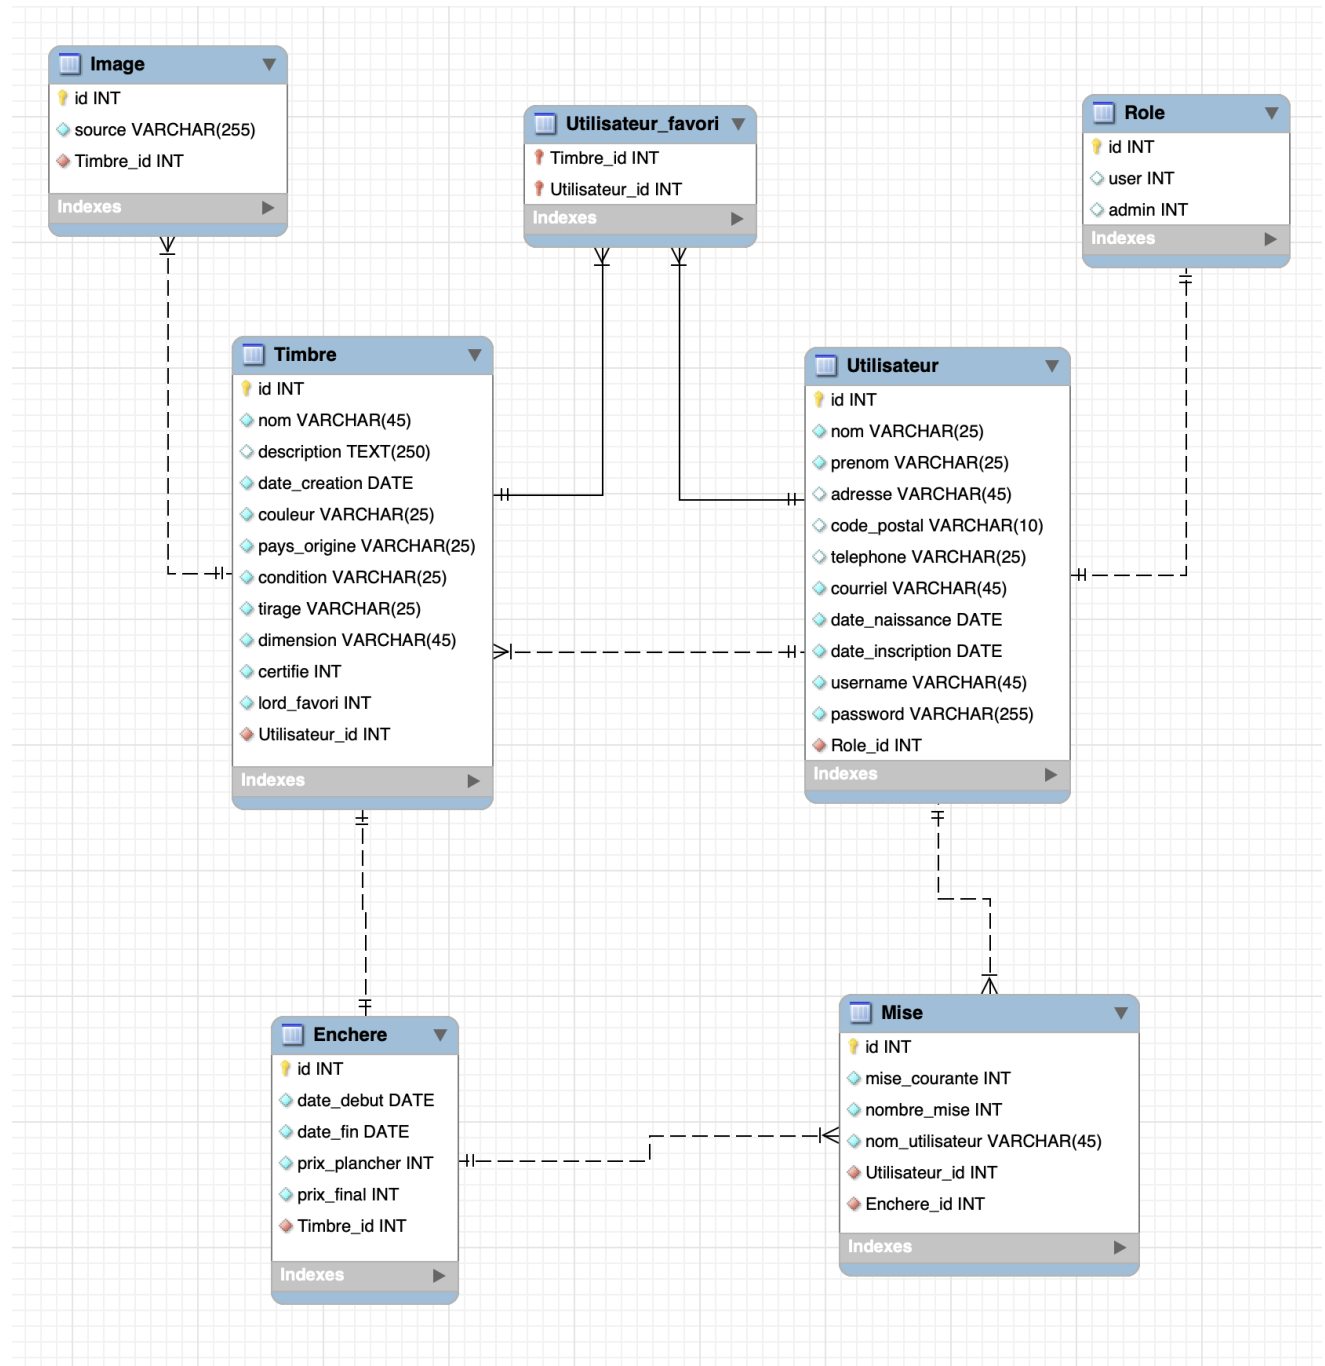 Image
id INT
source VARCHAR(255)
Timbre_id INT
Indexes
Utilisateur_favori
Timbre_id INT
Utilisateur_id INT
Indexes
Role
id INT
user INT
admin INT
Indexes
Timbre
id INT
nom VARCHAR(45)
description TEXT(250)
date_creation DATE
couleur VARCHAR(25)
pays_origine VARCHAR(25)
condition VARCHAR(25)
tirage VARCHAR(25)
dimension VARCHAR(45)
certifie INT
lord_favori INT
Utilisateur_id INT
Indexes
Utilisateur
id INT
nom VARCHAR(25)
prenom VARCHAR(25)
adresse VARCHAR(45)
code_postal VARCHAR(10)
telephone VARCHAR(25)
courriel VARCHAR(45)
date_naissance DATE
date_inscription DATE
username VARCHAR(45)
password VARCHAR(255)
Role_id INT
Indexes
Enchere
id INT
date_debut DATE
date_fin DATE
prix_plancher INT
prix_final INT
Timbre_id INT
Indexes
Mise
id INT
mise_courante INT
nombre_mise INT
nom_utilisateur VARCHAR(45)
Utilisateur_id INT
Enchere_id INT
Indexes